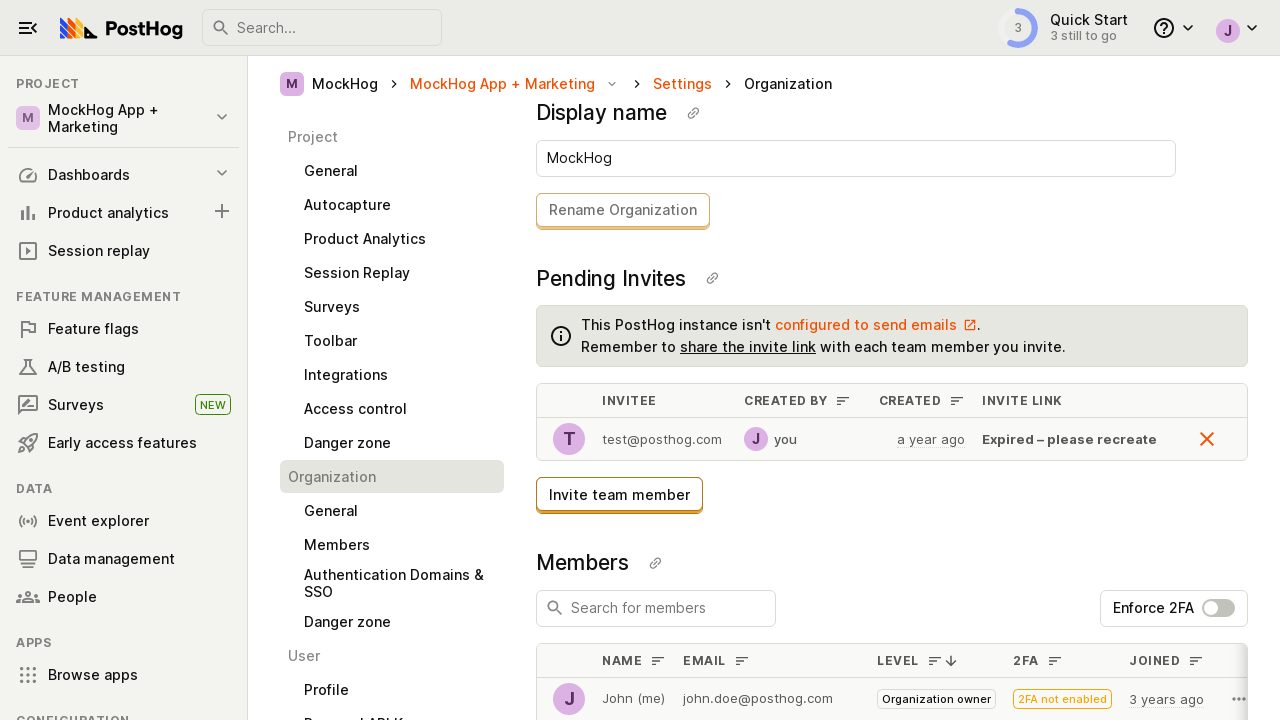 PostHog
Search...
3
Quick Start
3 still to go
J
PROJECT
M
MockHog App +
Marketing
Dashboards
Product analytics
Session replay
FEATURE MANAGEMENT
Feature flags
A/B testing
Surveys
NEW
Early access features
DATA
Event explorer
Data management
People
APPS
Browse apps
CONFIGURATION
M
MockHog
MockHog App + Marketing
Settings
Organization
Project
General
Autocapture
Product Analytics
Session Replay
Surveys
Toolbar
Integrations
Access control
Danger zone
Organization
General
Members
Authentication Domains &
SSO
Danger zone
User
Profile
Display name
MockHog
Rename Organization
Pending Invites
This PostHog instance isn't configured to send emails .
Remember to share the invite link with each team member you invite.
INVITEE CREATED BY CREATED INVITE LINK
T test@posthog.com J you a year ago Expired – please recreate
Invite team member
Members
Search for members
Enforce 2FA
NAME EMAIL LEVEL 2FA JOINED
J John (me) john.doe@posthog.com Organization owner 2FA not enabled 3 years ago